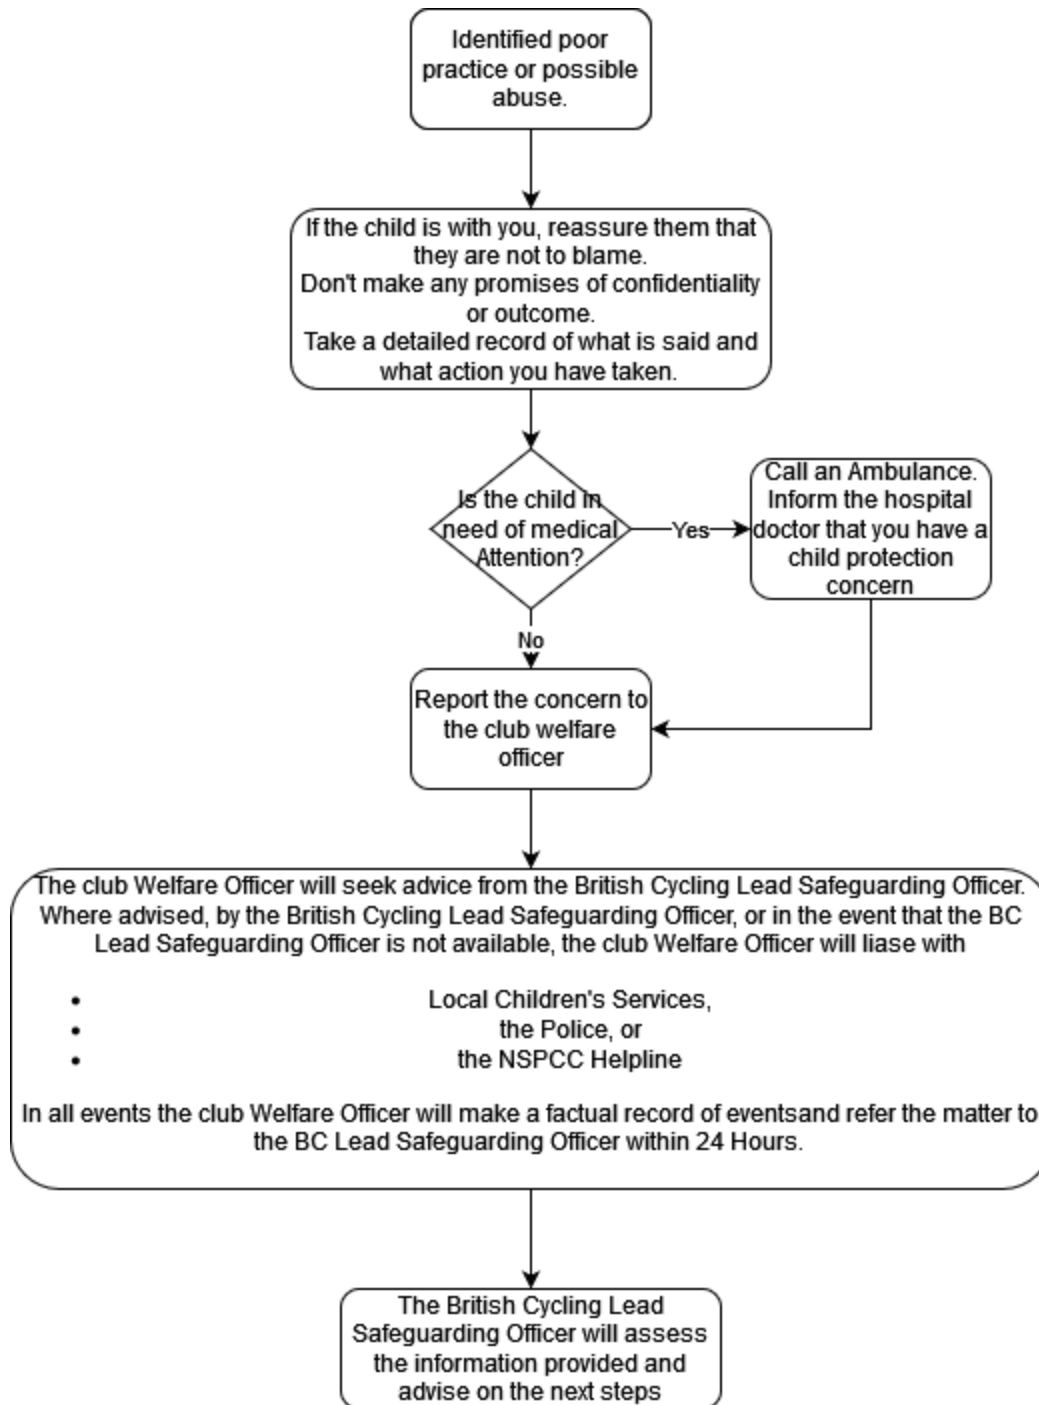 Identified poor
practice or possible
abuse.
If the child is with you, reassure them that
they are not to blame.
Don't make any promises of confidentiality
or outcome.
Take a detailed record of what is said and
what action you have taken.
Is the child in
need of medical
Attention?
Yes
Call an Ambulance.
Inform the hospital
doctor that you have a
child protection
concern
No
Report the concern to
the club welfare
officer
The club Welfare Officer will seek advice from the British Cycling Lead Safeguarding Officer.
Where advised, by the British Cycling Lead Safeguarding Officer, or in the event that the BC
Lead Safeguarding Officer is not available, the club Welfare Officer will liase with
• Local Children's Services,
• the Police, or
• the NSPCC Helpline
In all events the club Welfare Officer will make a factual record of eventsand refer the matter to
the BC Lead Safeguarding Officer within 24 Hours.
The British Cycling Lead
Safeguarding Officer will assess
the information provided and
advise on the next steps